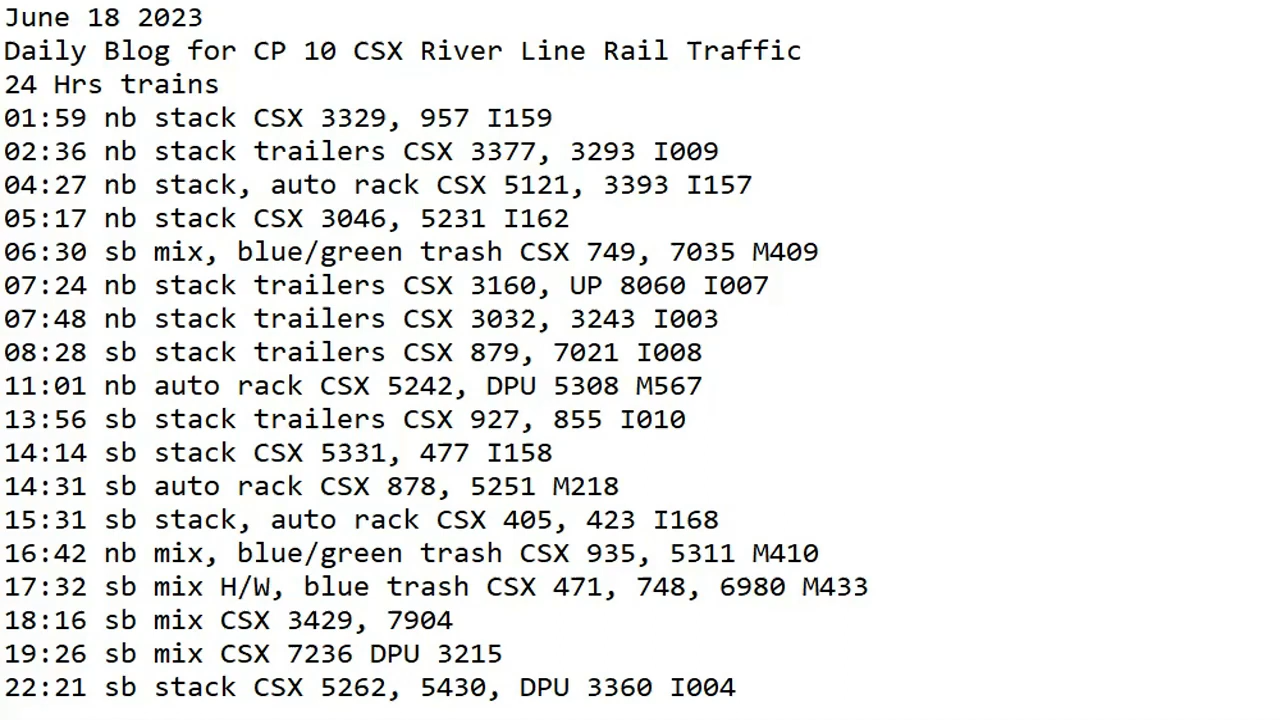 June 18 2023
Daily Blog for CP 10 CSX River Line Rail Traffic
24 Hrs trains
01:59 nb stack CSX 3329, 957 I159
02:36 nb stack trailers CSX 3377, 3293 I009
04:27 nb stack, auto rack CSX 5121, 3393 I157
05:17 nb stack CSX 3046, 5231 I162
06:30 sb mix, blue/green trash CSX 749, 7035 M409
07:24 nb stack trailers CSX 3160, UP 8060 I007
07:48 nb stack trailers CSX 3032, 3243 I003
08:28 sb stack trailers CSX 879, 7021 I008
11:01 nb auto rack CSX 5242, DPU 5308 M567
13:56 sb stack trailers CSX 927, 855 I010
14:14 sb stack CSX 5331, 477 I158
14:31 sb auto rack CSX 878, 5251 M218
15:31 sb stack, auto rack CSX 405, 423 I168
16:42 nb mix, blue/green trash CSX 935, 5311 M410
17:32 sb mix H/W, blue trash CSX 471, 748, 6980 M433
18:16 sb mix CSX 3429, 7904
19:26 sb mix CSX 7236 DPU 3215
22:21 sb stack CSX 5262, 5430, DPU 3360 I004